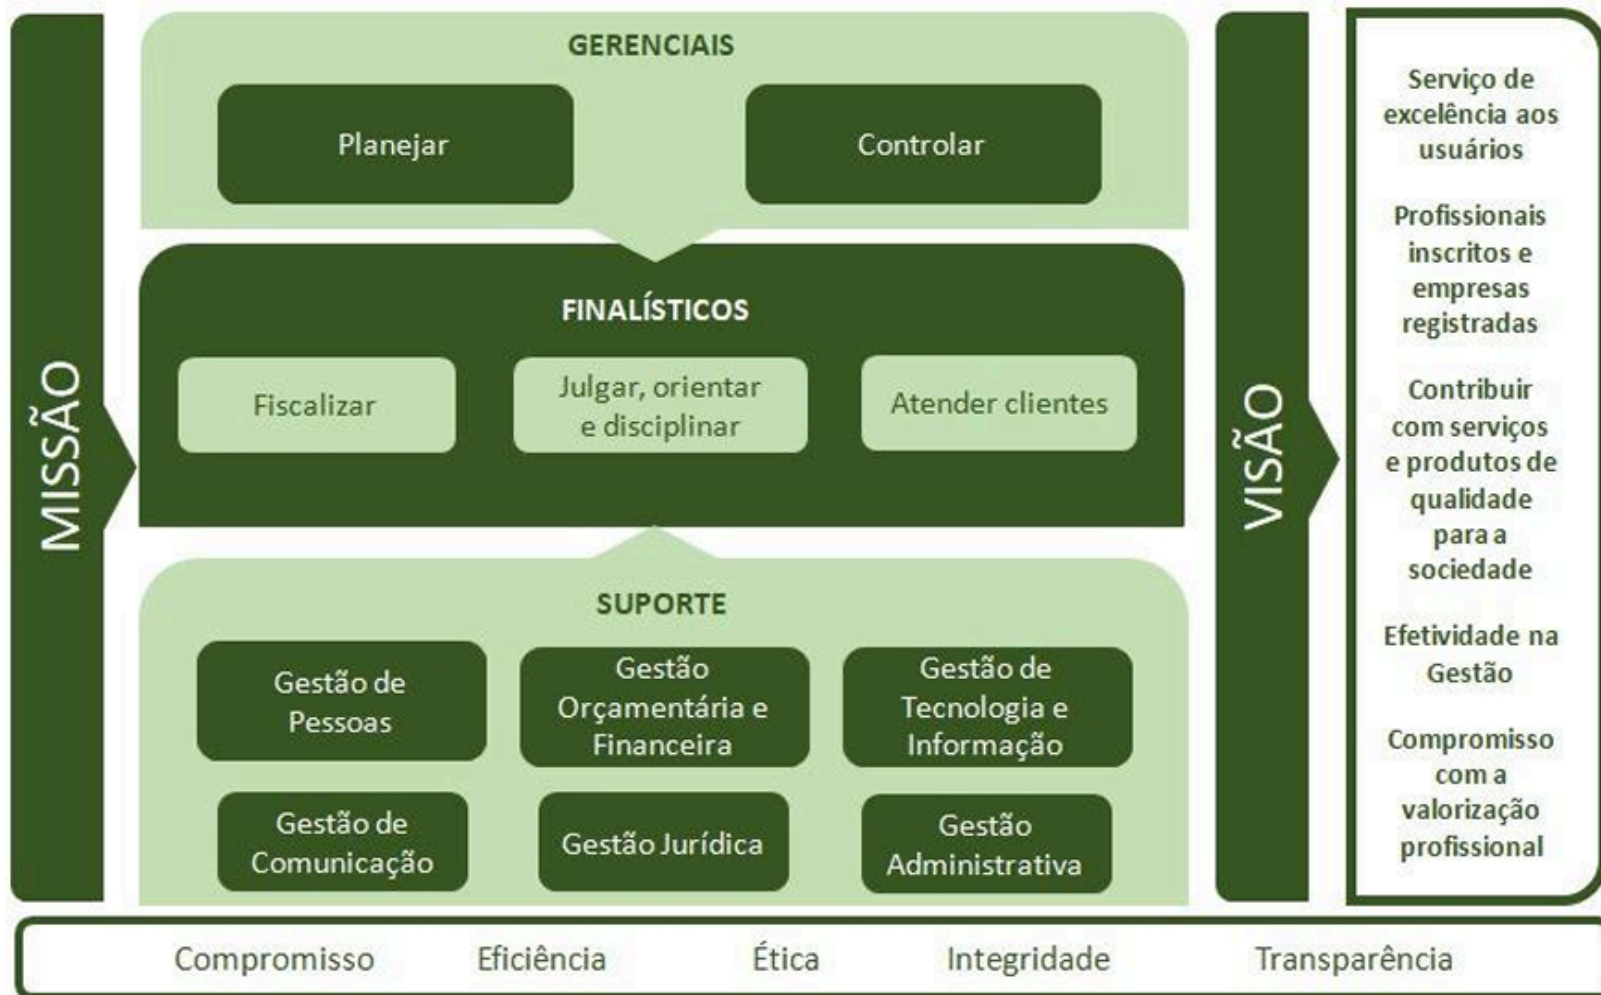 MISSÃO
GERENCIAIS
Planejar
Controlar
FINALÍSTICOS
Fiscalizar
Julgar, orientar
e disciplinar
Atender clientes
SUPORTE
Gestão de
Pessoas
Gestão
Orçamentária e
Financeira
Gestão de
Tecnologia e
Informação
Gestão de
Comunicação
Gestão Jurídica
Gestão
Administrativa
VISÃO
Serviço de
excelência aos
usuários
Profissionais
inscritos e
empresas
registradas
Contribuir
com serviços
e produtos de
qualidade
para a
sociedade
Efetividade na
Gestão
Compromisso
com a
valorização
profissional
Compromisso Eficiência Ética Integridade Transparência